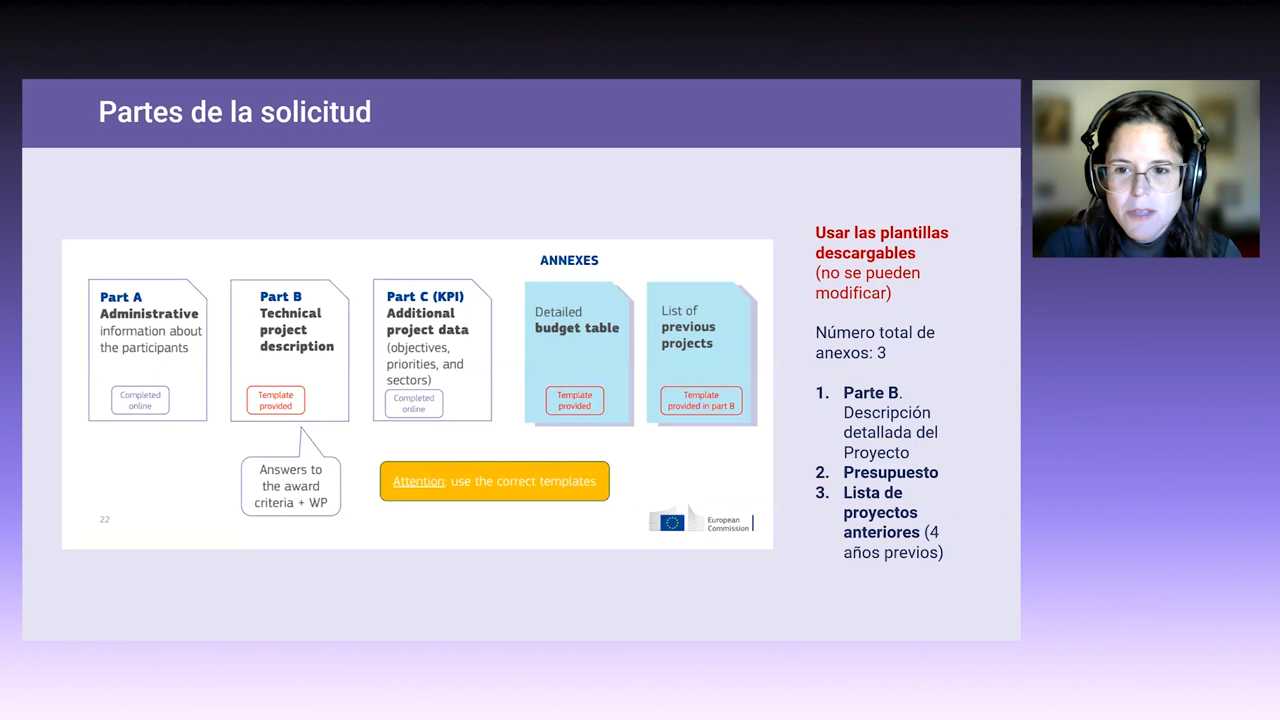 Partes de la solicitud
ANNEXES
Part A
Administrative
information about
the participants
Completed
online
Part B
Technical
project
description
Template
provided
Part C (KPI)
Additional
project data
(objectives,
priorities, and
sectors)
Completed
online
Detailed
budget table
Template
provided
List of
previous
projects
Template
provided in part B
Answers to
the award
criteria + WP
Attention: use the correct templates
22
European
Commission
Usar las plantillas
descargables
(no se pueden
modificar)
Número total de
anexos: 3
1. Parte B.
Descripción
detallada del
Proyecto
2. Presupuesto
3. Lista de
proyectos
anteriores (4
años previos)